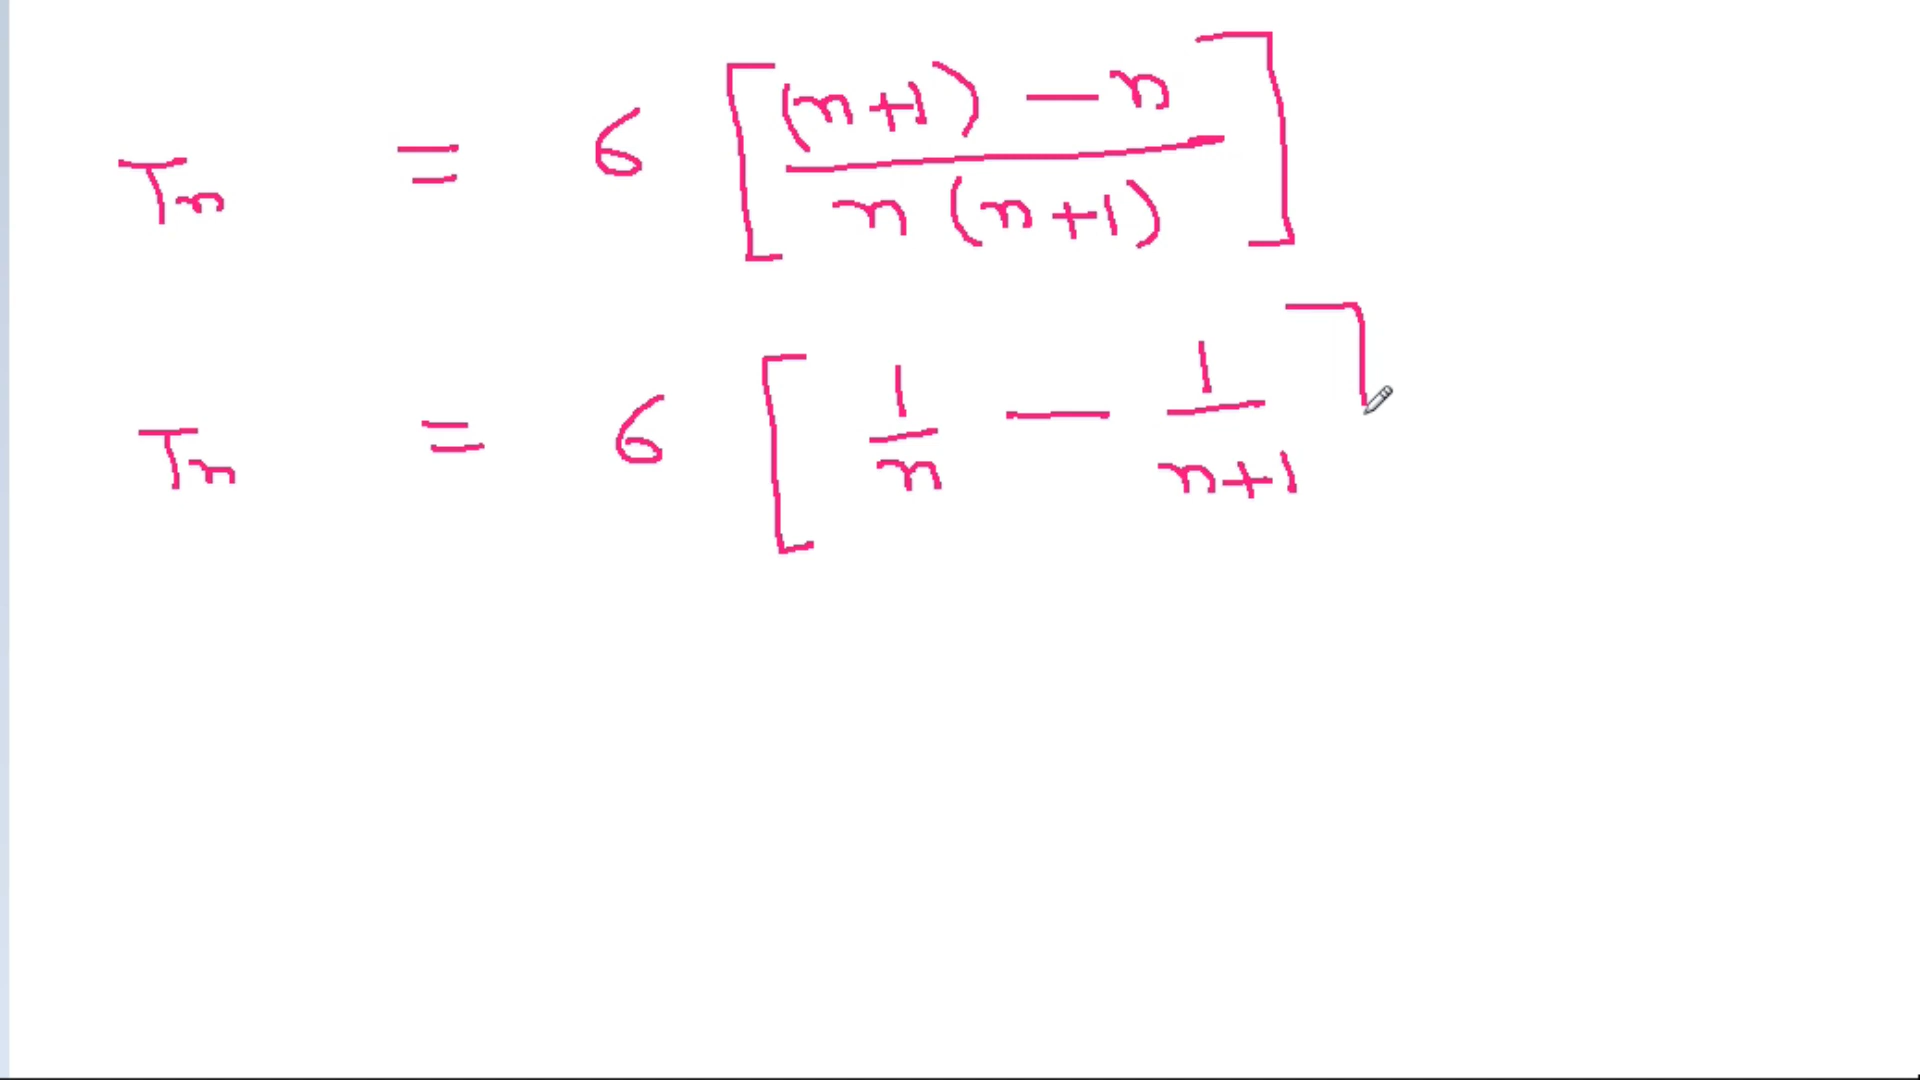 Tn = 6 [ ((n+1) - n) / (n(n+1)) ]
Tn = 6 [ 1/n - 1/(n+1) ]